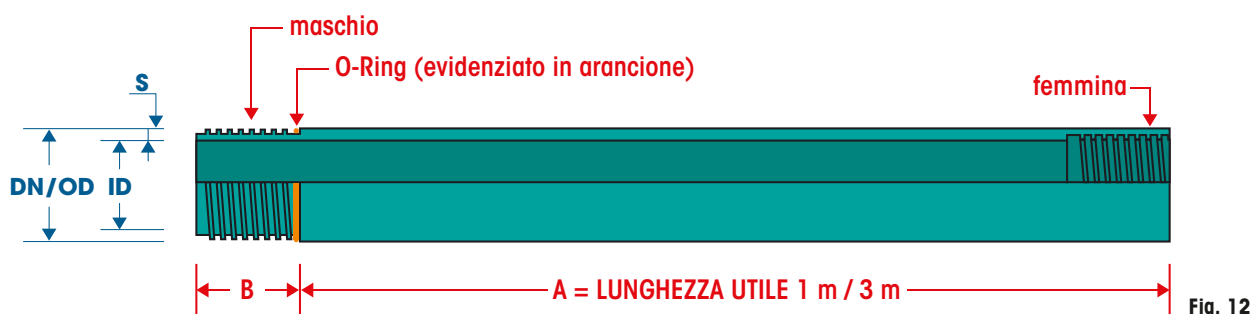 maschio
O-Ring (evidenziato in arancione)
S
femmina
DN/OD ID
B
A = LUNGHEZZA UTILE 1 m / 3 m
Fig. 12